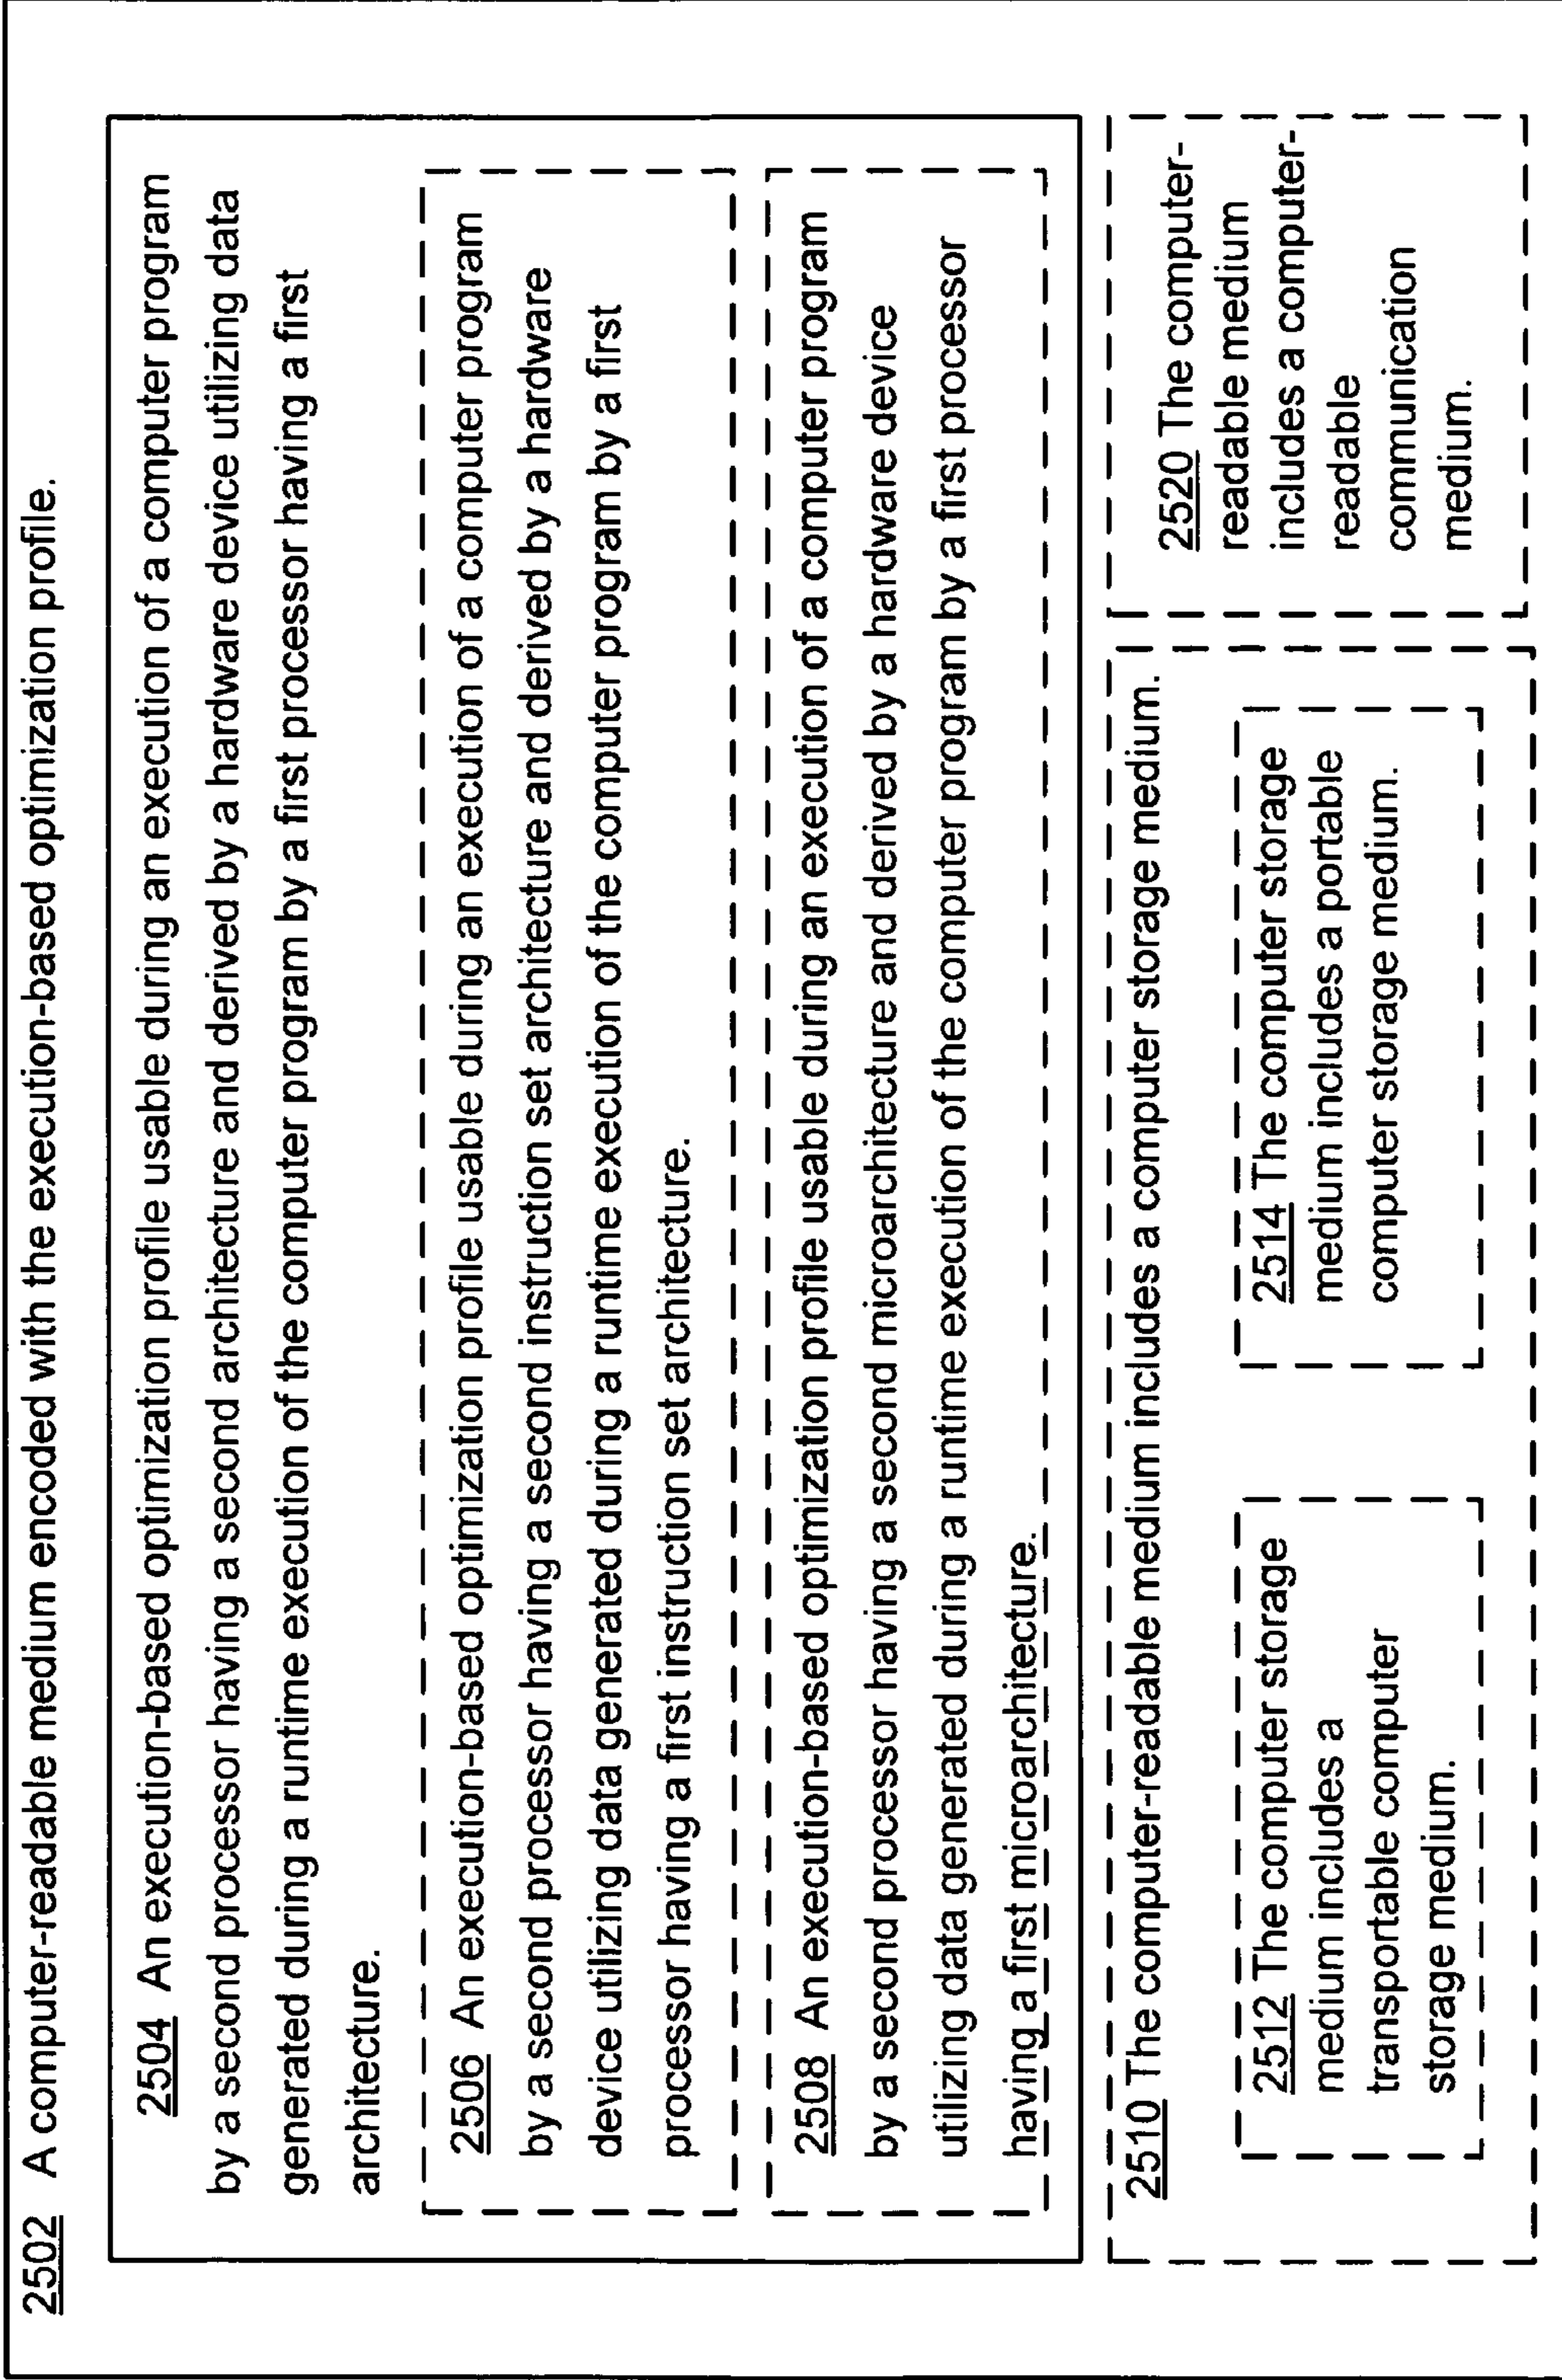 2502 A computer-readable medium encoded with the execution-based optimization profile.
2504 An execution-based optimization profile usable during an execution of a computer program
by a second processor having a second architecture and derived by a hardware device utilizing data
generated during a runtime execution of the computer program by a first processor having a first
architecture.
2506 An execution-based optimization profile usable during an execution of a computer program
by a second processor having a second instruction set architecture and derived by a hardware
device utilizing data generated during a runtime execution of the computer program by a first
processor having a first instruction set architecture.
2508 An execution-based optimization profile usable during an execution of a computer program
by a second processor having a second microarchitecture and derived by a hardware device
utilizing data generated during a runtime execution of the computer program by a first processor
having a first microarchitecture.
2510 The computer-readable medium includes a computer storage medium.
2512 The computer storage
medium includes a
transportable computer
storage medium.
2514 The computer storage
medium includes a portable
computer storage medium.
2520 The computer-
readable medium
includes a computer-
readable
communication
medium.